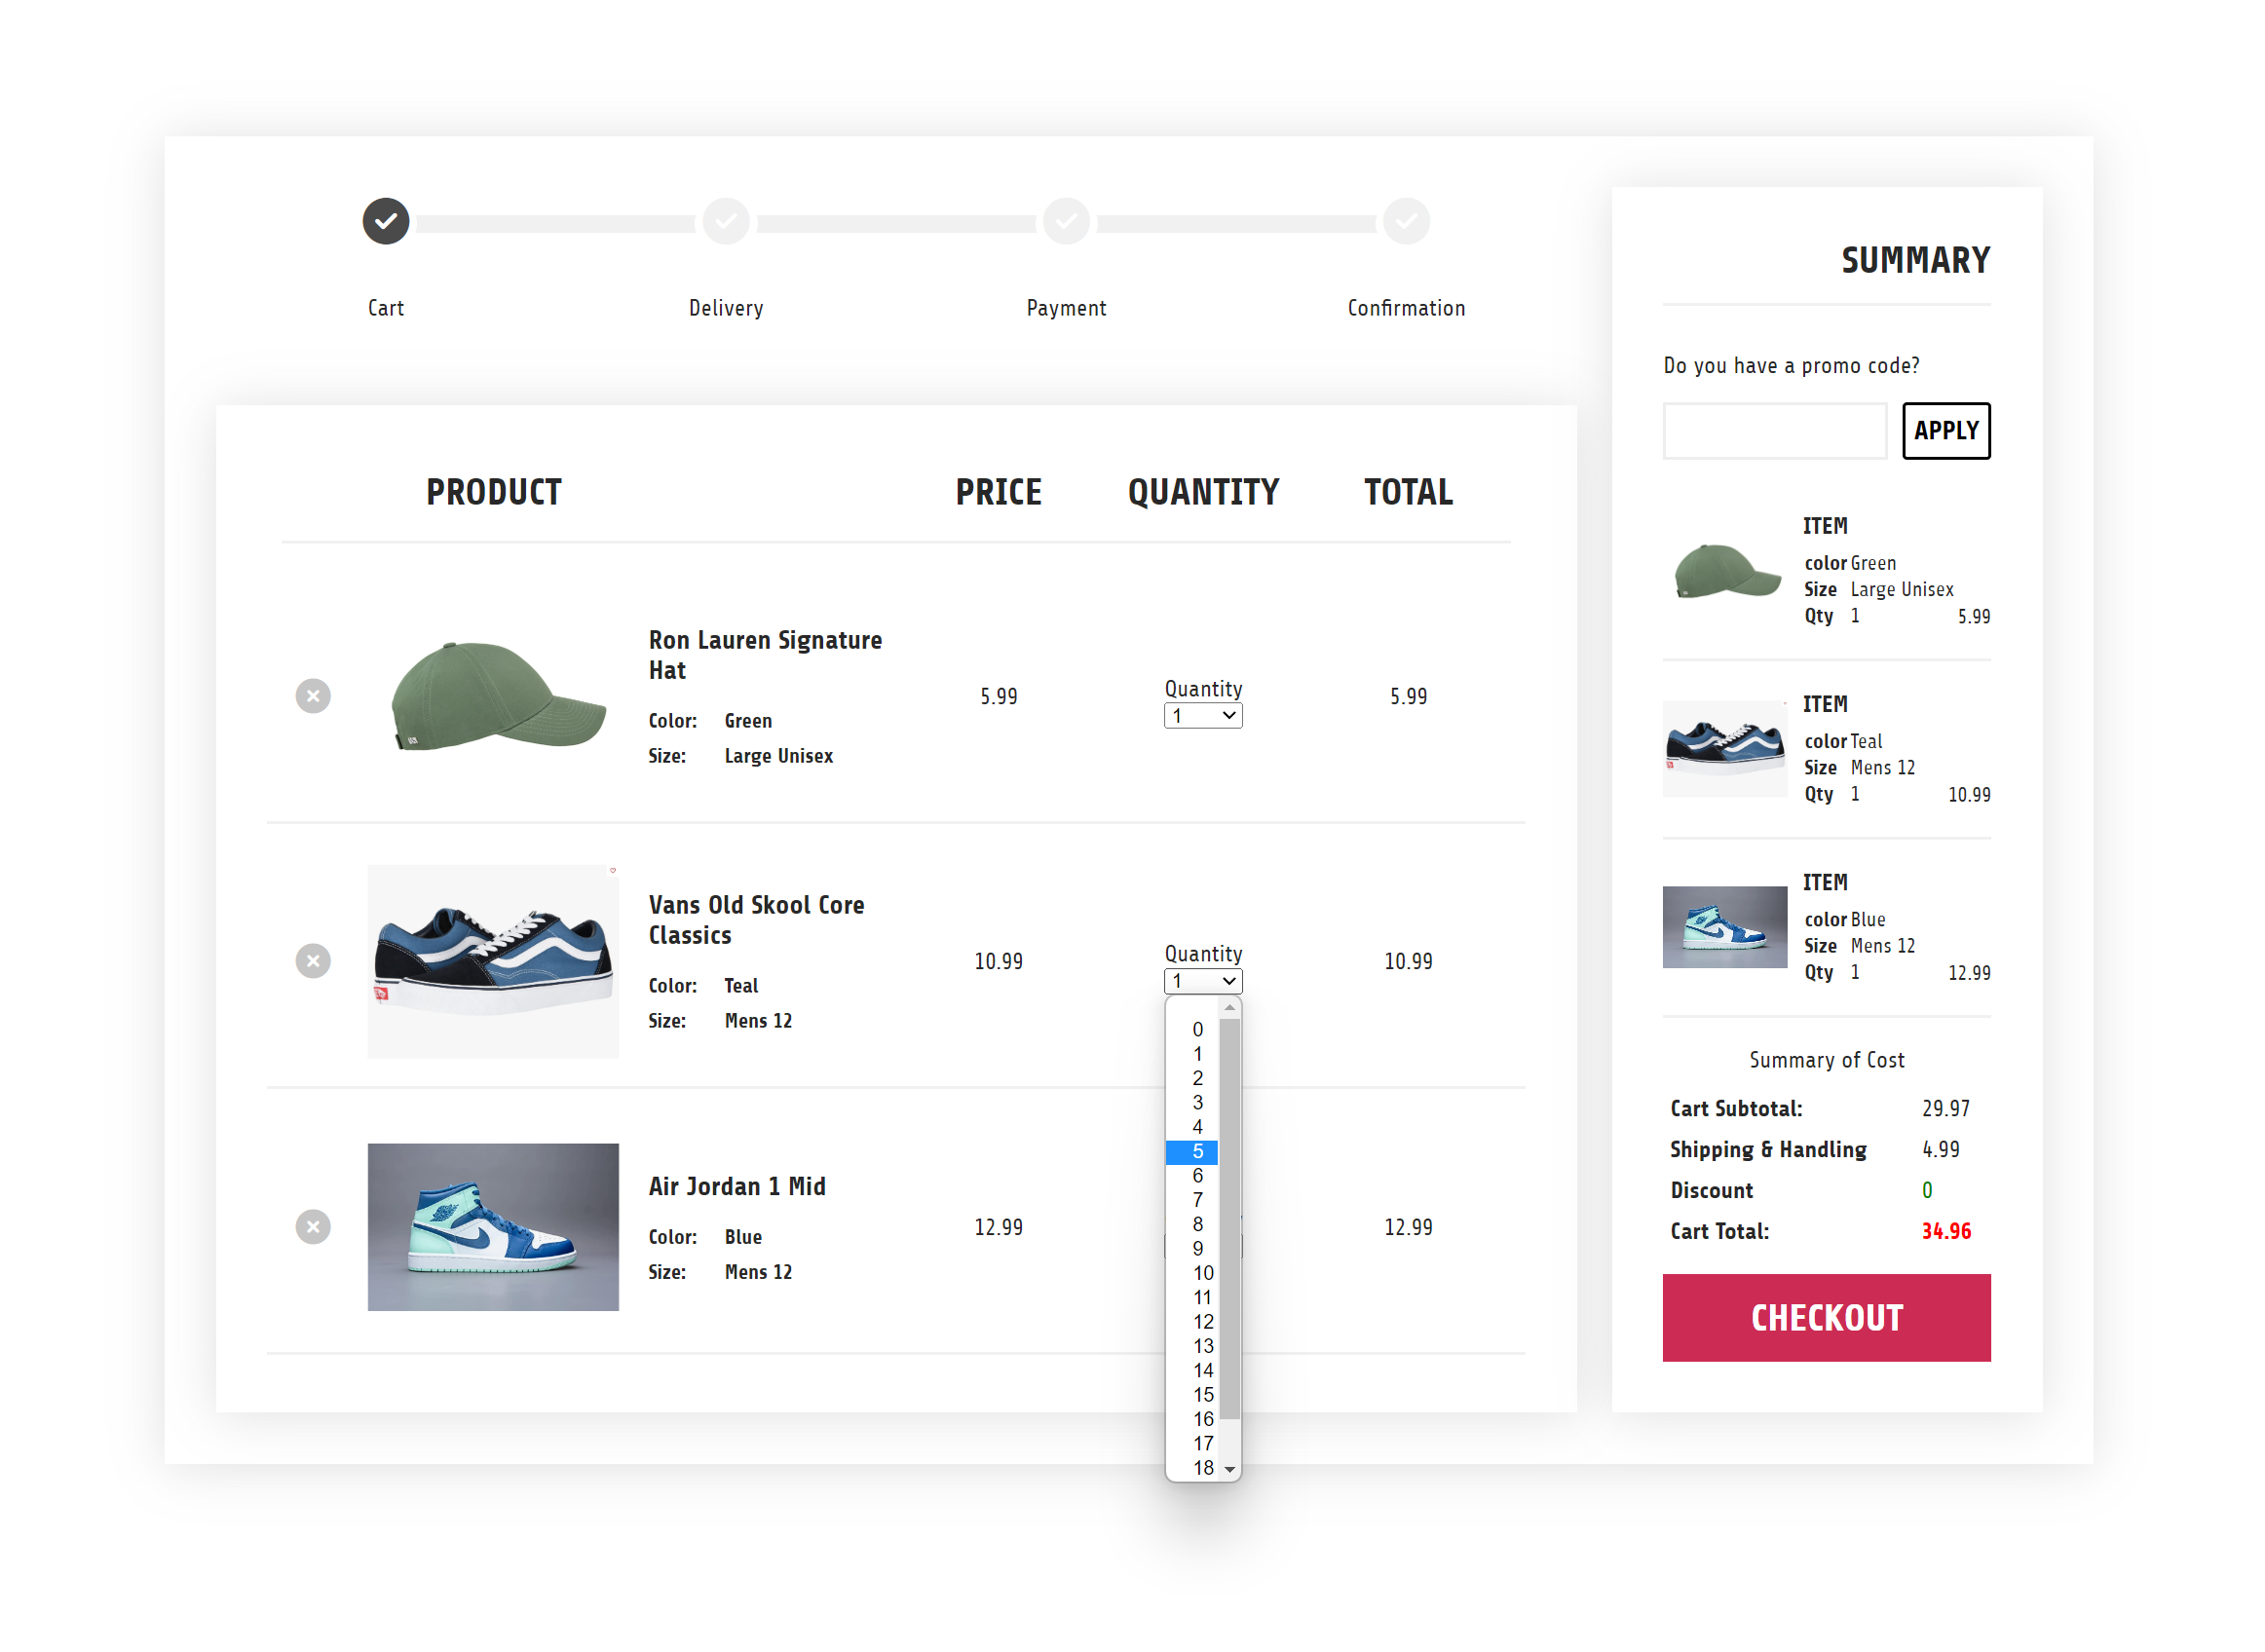 Cart
Delivery
Payment
Confirmation
PRODUCT
PRICE
QUANTITY
TOTAL
Ron Lauren Signature
Hat
Color: Green
Size: Large Unisex
5.99
Quantity
1
5.99
Vans Old Skool Core
Classics
Color: Teal
Size: Mens 12
10.99
Quantity
1
10.99
0
1
2
3
4
5
6
7
8
9
10
11
12
13
14
15
16
17
18
Air Jordan 1 Mid
Color: Blue
Size: Mens 12
12.99
12.99
SUMMARY
Do you have a promo code?
APPLY
ITEM
color Green
Size Large Unisex
Qty 1 5.99
ITEM
color Teal
Size Mens 12
Qty 1 10.99
ITEM
color Blue
Size Mens 12
Qty 1 12.99
Summary of Cost
Cart Subtotal: 29.97
Shipping & Handling 4.99
Discount 0
Cart Total: 34.96
CHECKOUT